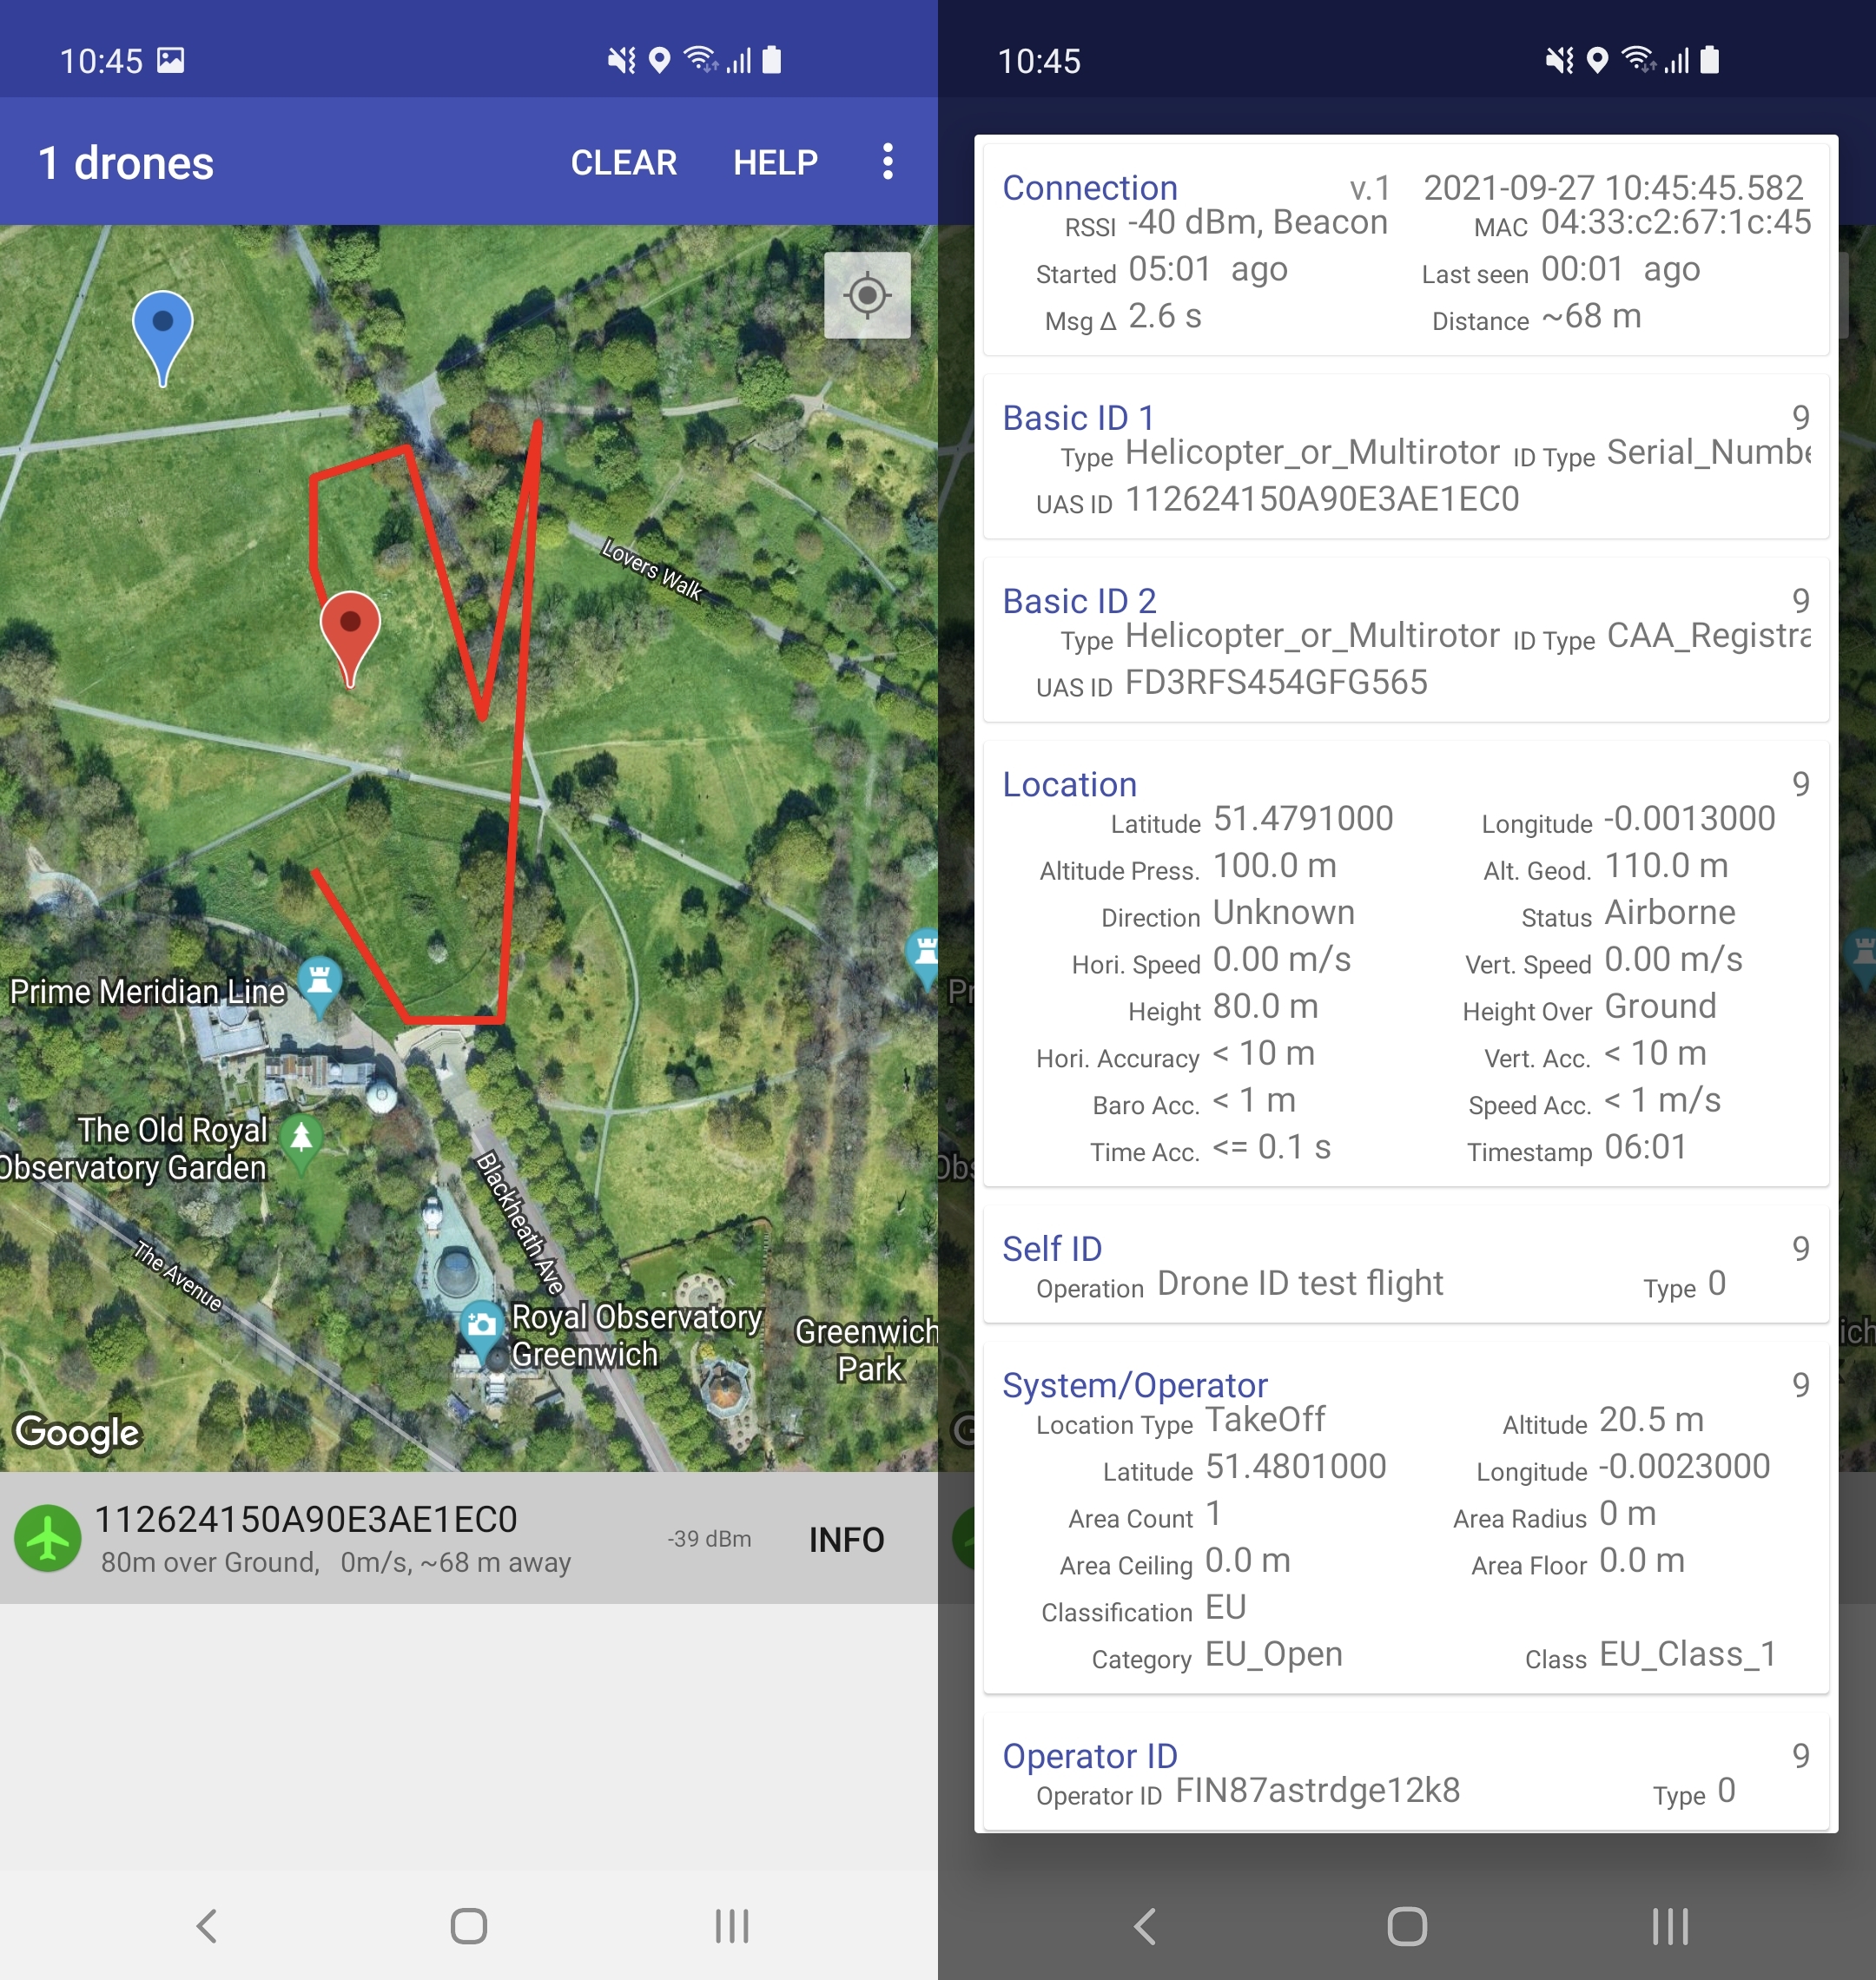 10:45
1 drones CLEAR HELP
Lovers Walk
Prime Meridian Line
The Old Royal
Observatory Garden
Blackheath Ave
The Avenue
Royal Observatory
Greenwich
Greenwich
Park
Google
112624150A90E3AE1EC0
80m over Ground, 0m/s, ~68 m away
-39 dBm
INFO
10:45
Connection v.1 2021-09-27 10:45:45.582
RSSI -40 dBm, Beacon MAC 04:33:c2:67:1c:45
Started 05:01 ago Last seen 00:01 ago
Msg Δ 2.6 s Distance ~68 m
Basic ID 1 9
Type Helicopter_or_Multirotor ID Type Serial_Numbe
UAS ID 112624150A90E3AE1EC0
Basic ID 2 9
Type Helicopter_or_Multirotor ID Type CAA_Registra
UAS ID FD3RFS454GFG565
Location 9
Latitude 51.4791000 Longitude -0.0013000
Altitude Press. 100.0 m Alt. Geod. 110.0 m
Direction Unknown Status Airborne
Hori. Speed 0.00 m/s Vert. Speed 0.00 m/s
Height 80.0 m Height Over Ground
Hori. Accuracy < 10 m Vert. Acc. < 10 m
Baro Acc. < 1 m Speed Acc. < 1 m/s
Time Acc. <= 0.1 s Timestamp 06:01
Self ID 9
Operation Drone ID test flight Type 0
System/Operator 9
Location Type TakeOff Altitude 20.5 m
Latitude 51.4801000 Longitude -0.0023000
Area Count 1 Area Radius 0 m
Area Ceiling 0.0 m Area Floor 0.0 m
Classification EU
Category EU_Open Class EU_Class_1
Operator ID 9
Operator ID FIN87astrdge12k8 Type 0